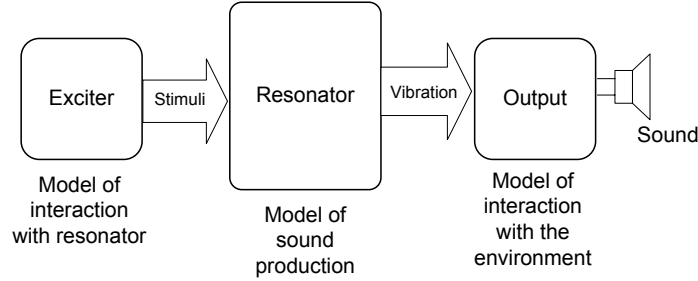 Exciter
Stimuli
Resonator
Vibration
Output
Sound
Model of
interaction
with resonator
Model of
sound
production
Model of
interaction
with the
environment